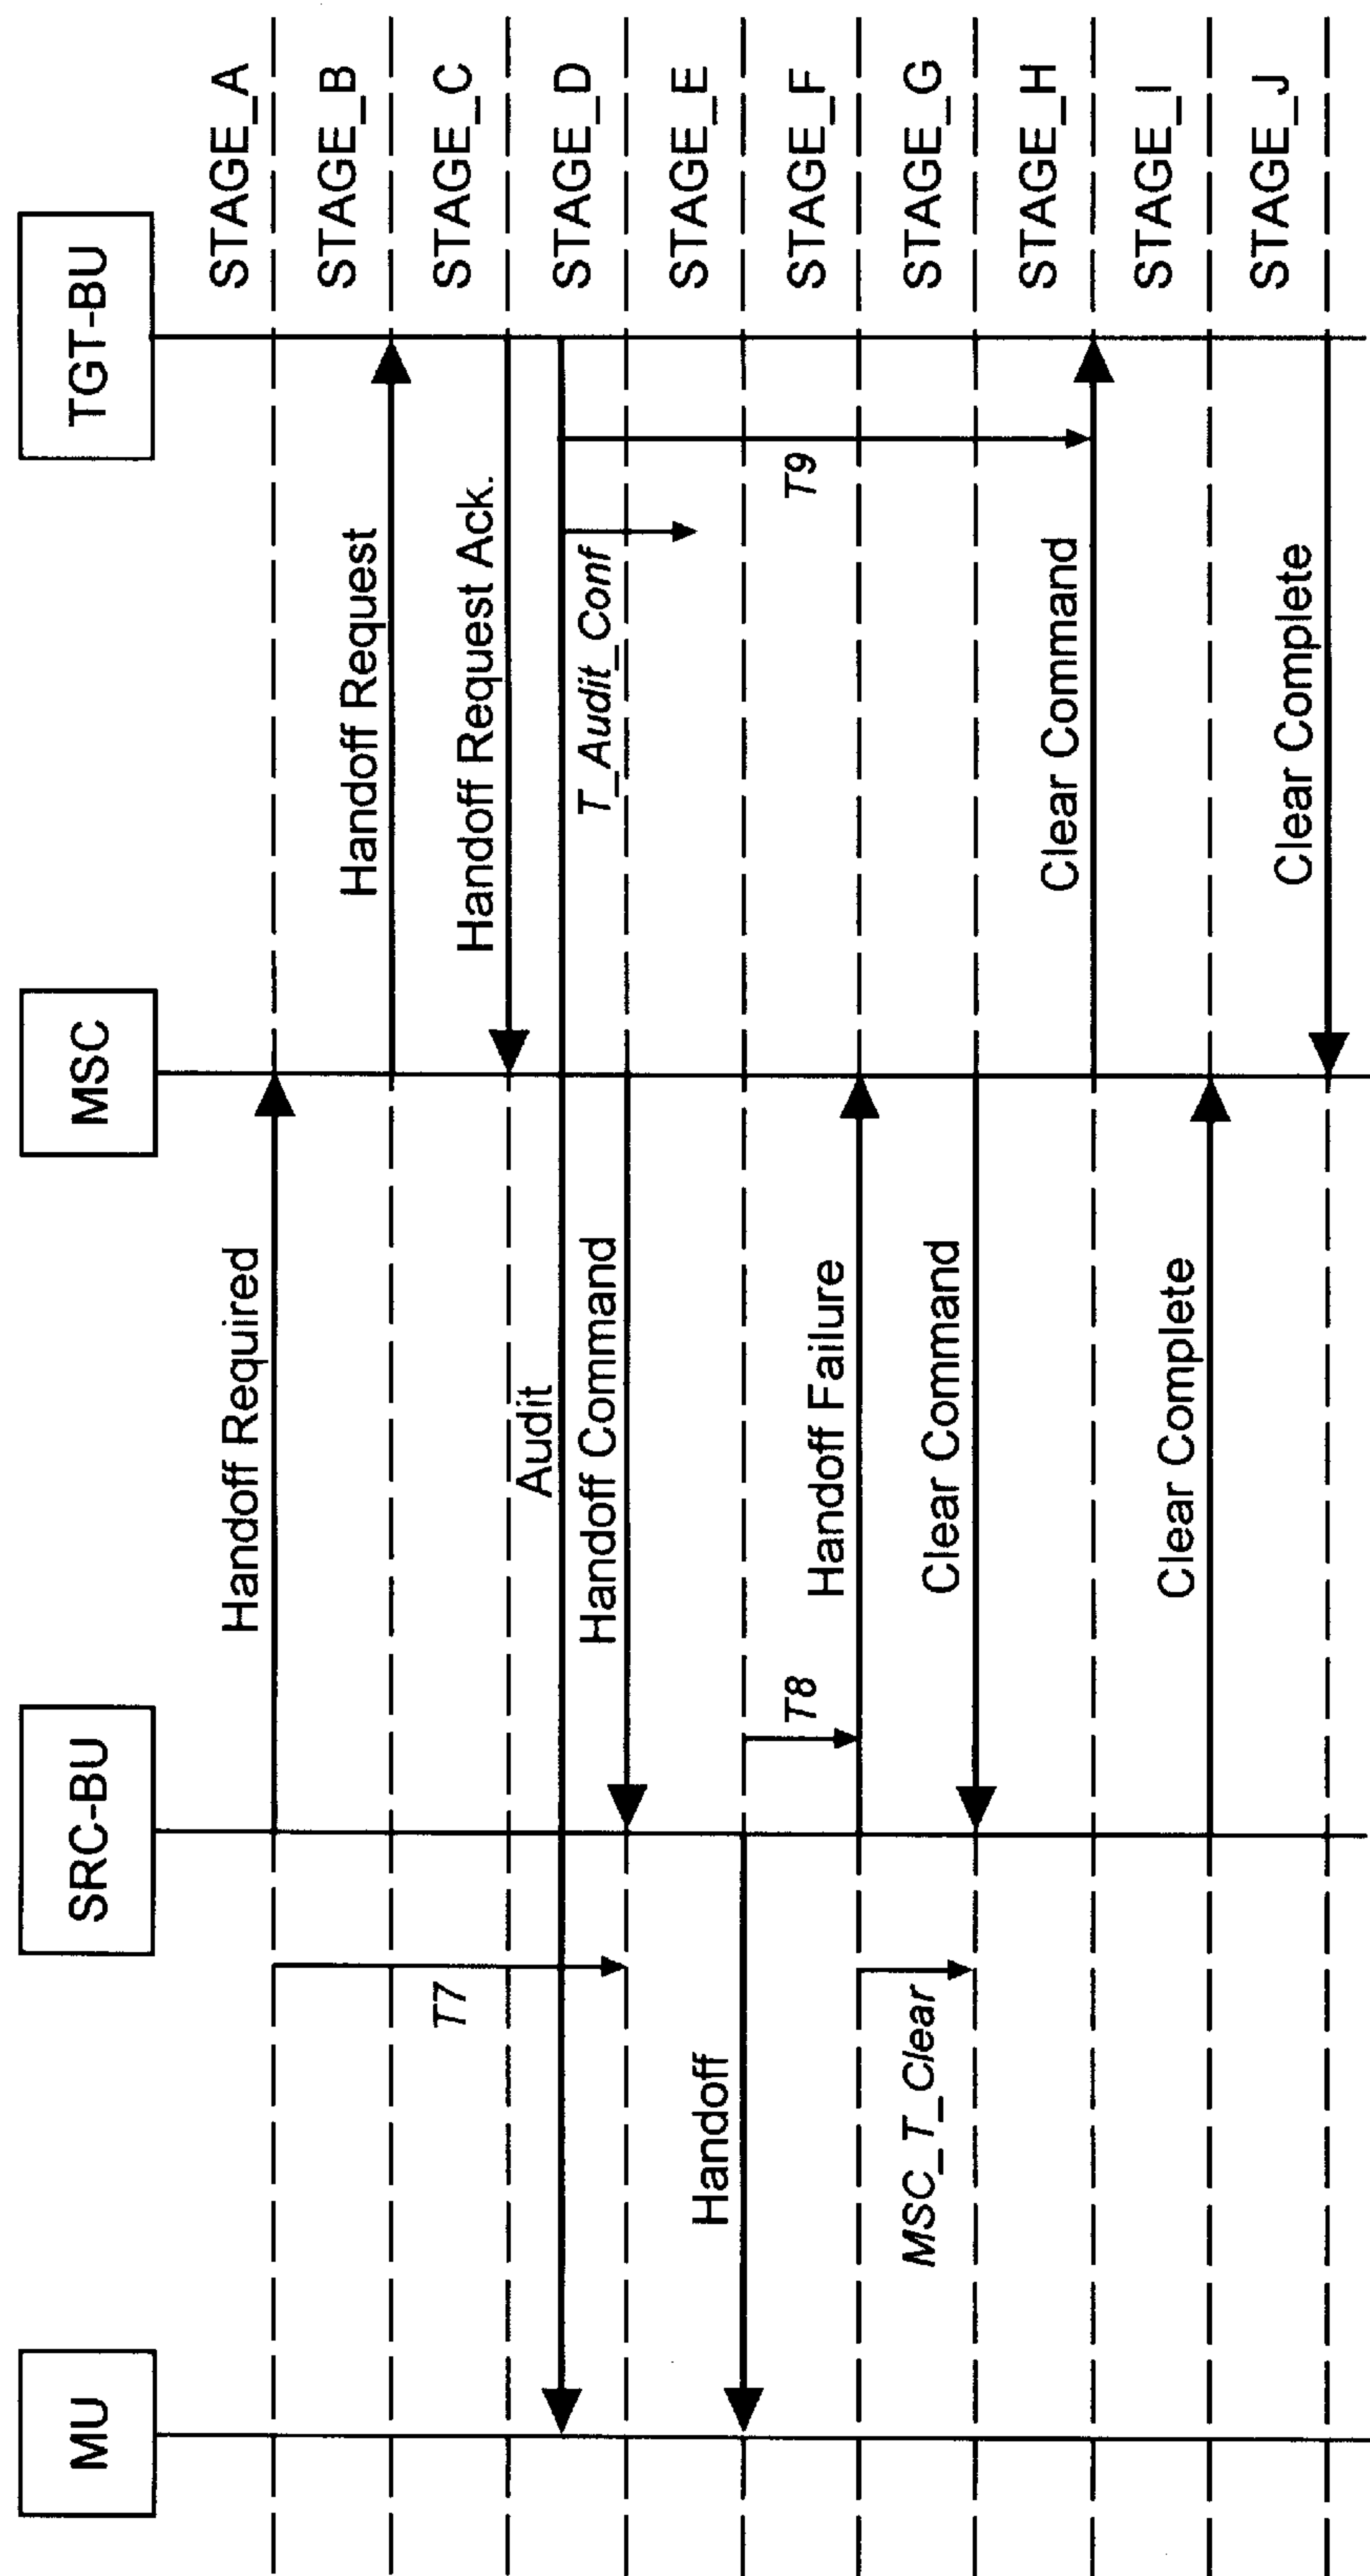 MU
SRC-BU
MSC
TGT-BU
Handoff Required
STAGE_A
Handoff Request
STAGE_B
T7
Handoff Request Ack.
STAGE_C
Audit
STAGE_D
Handoff Command
T_Audit_Conf
Handoff
STAGE_E
T8
T9
STAGE_F
Handoff Failure
MSC_T_Clear
Clear Command
STAGE_G
Clear Command
STAGE_H
Clear Complete
STAGE_I
Clear Complete
STAGE_J